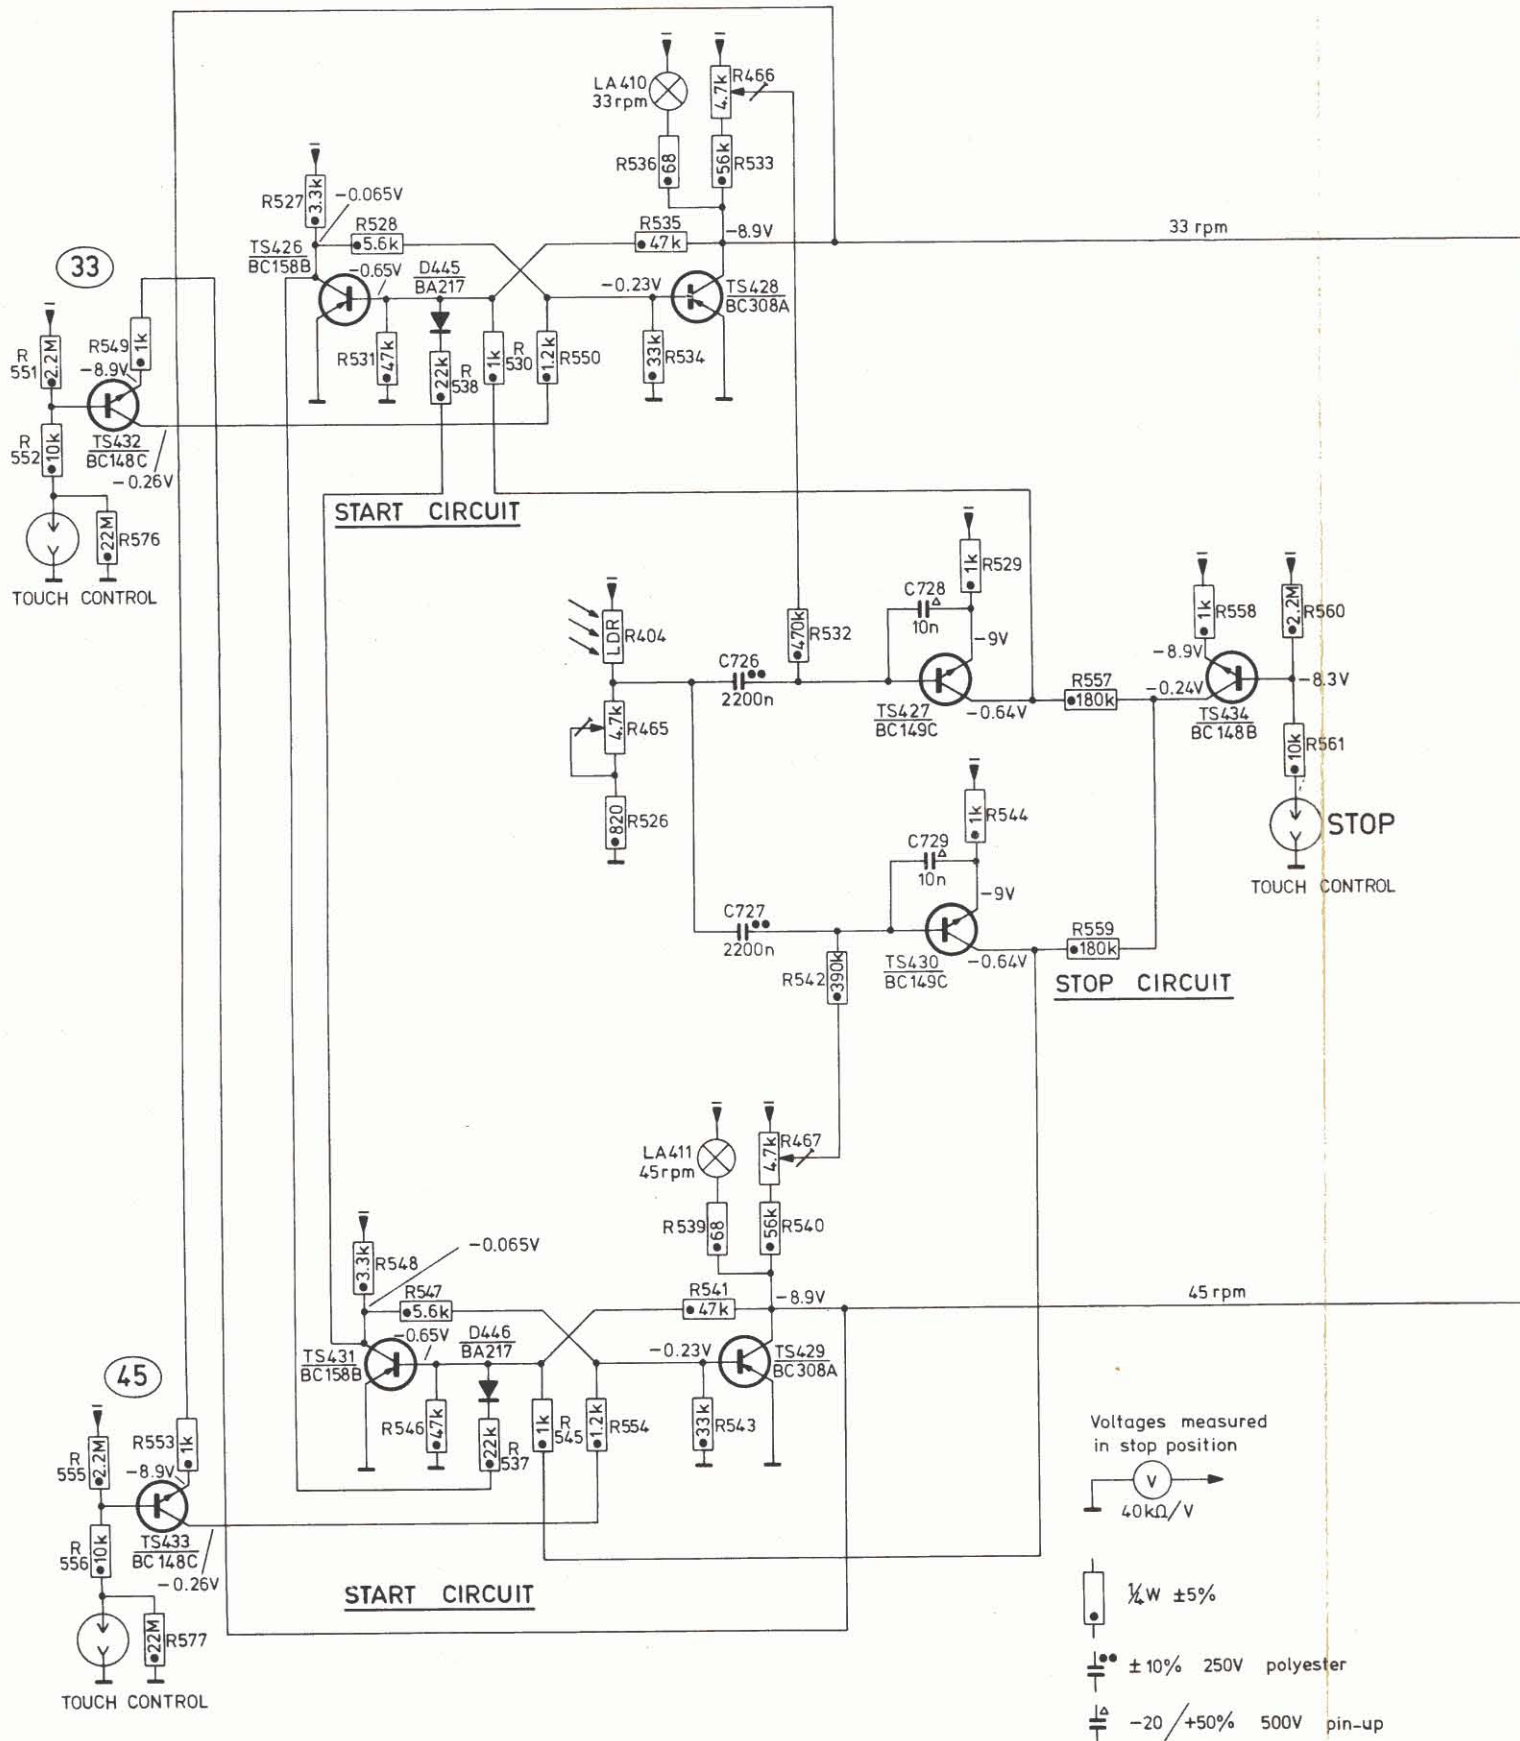 LA410
33rpm
4.7k
R466
R536
68
56k
R533
R527
3.3k
-0.065V
R528
5.6k
R535
47k
-8.9V
33 rpm
TS426
BC158B
33
-0.65V
D445
BA217
-0.23V
TS428
BC308A
R
551
2.2M
R549
1k
-8.9V
R531
47k
22k
R
538
1k
R
530
1.2k
R550
33k
R534
R
552
10k
TS432
BC148C
-0.26V
22M
R576
TOUCH CONTROL
START CIRCUIT
LDR
R404
470k
R532
C728
10n
1k
R529
-9V
1k
R558
2.2M
R560
C726
2200n
-8.9V
R557
180k
-0.24V
-8.3V
4.7k
R465
TS427
BC149C
-0.64V
TS434
BC148B
10k
R561
820
R526
C729
10n
1k
R544
STOP
TOUCH CONTROL
-9V
C727
2200n
R559
180k
R542
390k
TS430
BC149C
-0.64V
STOP CIRCUIT
LA411
45rpm
4.7k
R467
R539
68
56k
R540
3.3k
R548
-0.065V
R547
5.6k
R541
47k
-8.9V
45 rpm
TS431
BC158B
-0.65V
D446
BA217
-0.23V
TS429
BC308A
45
R546
47k
22k
R
537
1k
R
545
1.2k
R554
33k
R543
R
555
2.2M
R553
1k
-8.9V
R
556
10k
TS433
BC148C
-0.26V
22M
R577
TOUCH CONTROL
START CIRCUIT
Voltages measured
in stop position
V
40kΩ/V
¼W ±5%
±10% 250V polyester
-20/+50% 500V pin-up